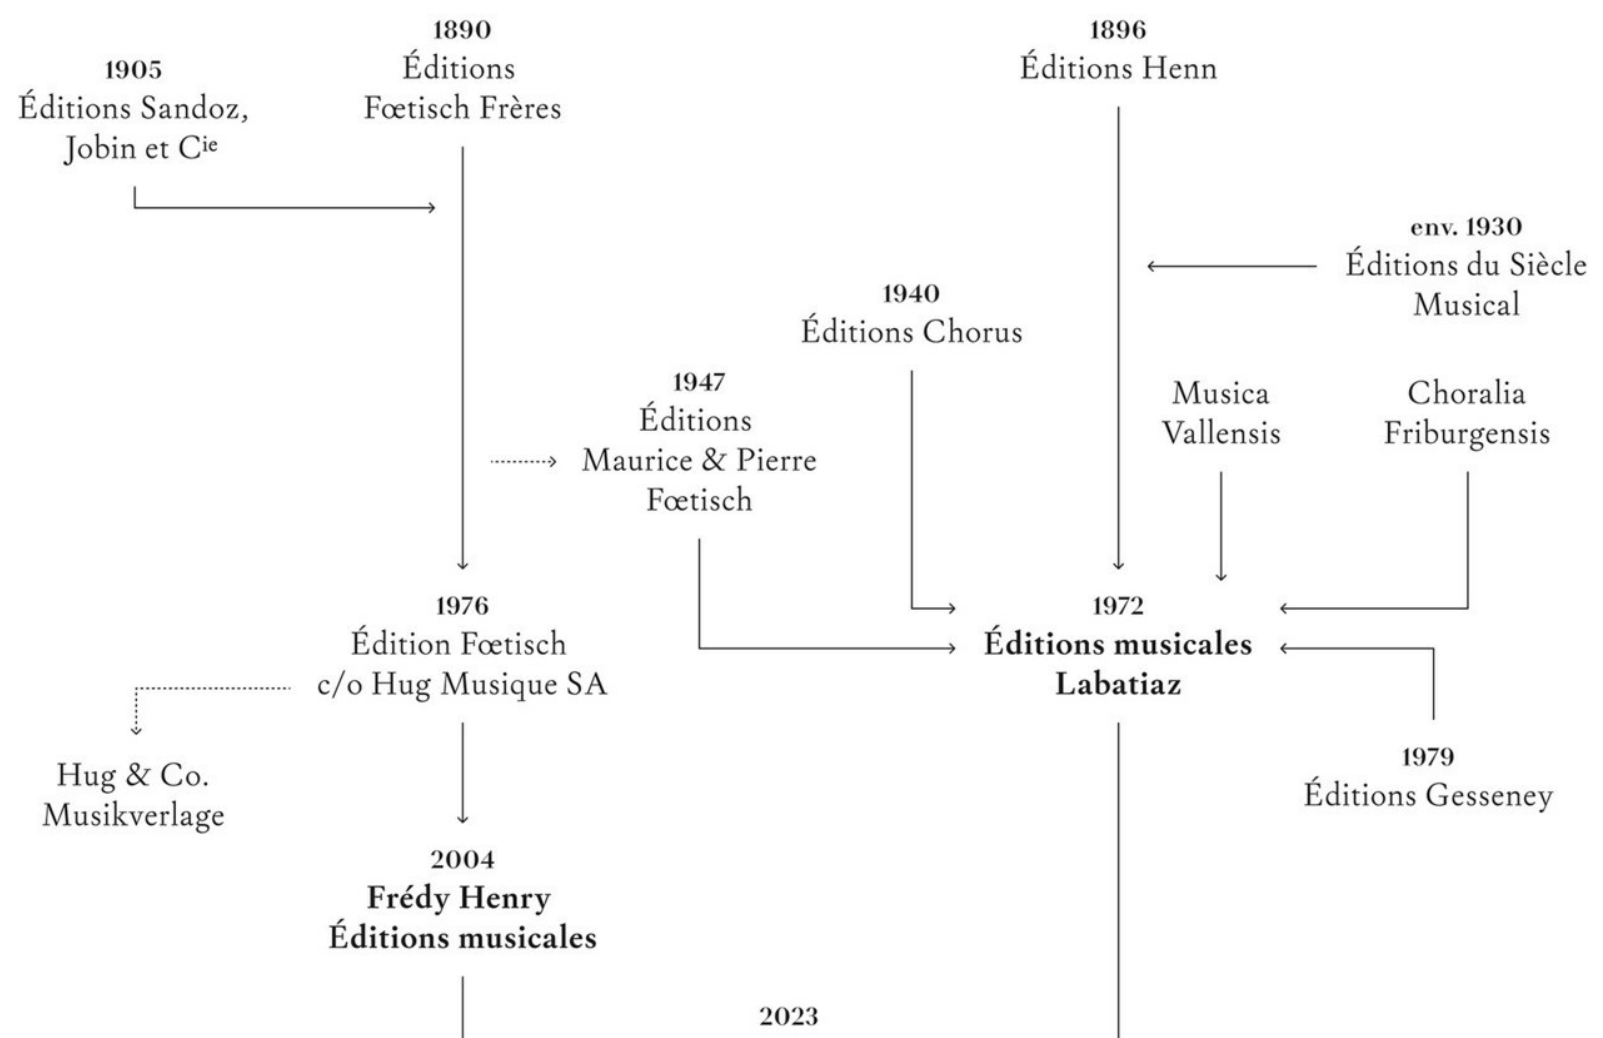 1890
Éditions
Fœtisch Frères
1896
Éditions Henn
1905
Éditions Sandoz,
Jobin et Cie
env. 1930
Éditions du Siècle
Musical
1940
Éditions Chorus
1947
Éditions
Maurice & Pierre
Fœtisch
Musica
Vallensis
Choralia
Friburgensis
1976
Édition Fœtisch
c/o Hug Musique SA
1972
Éditions musicales
Labatiaz
Hug & Co.
Musikverlage
1979
Éditions Gesseney
2004
Frédy Henry
Éditions musicales
2023